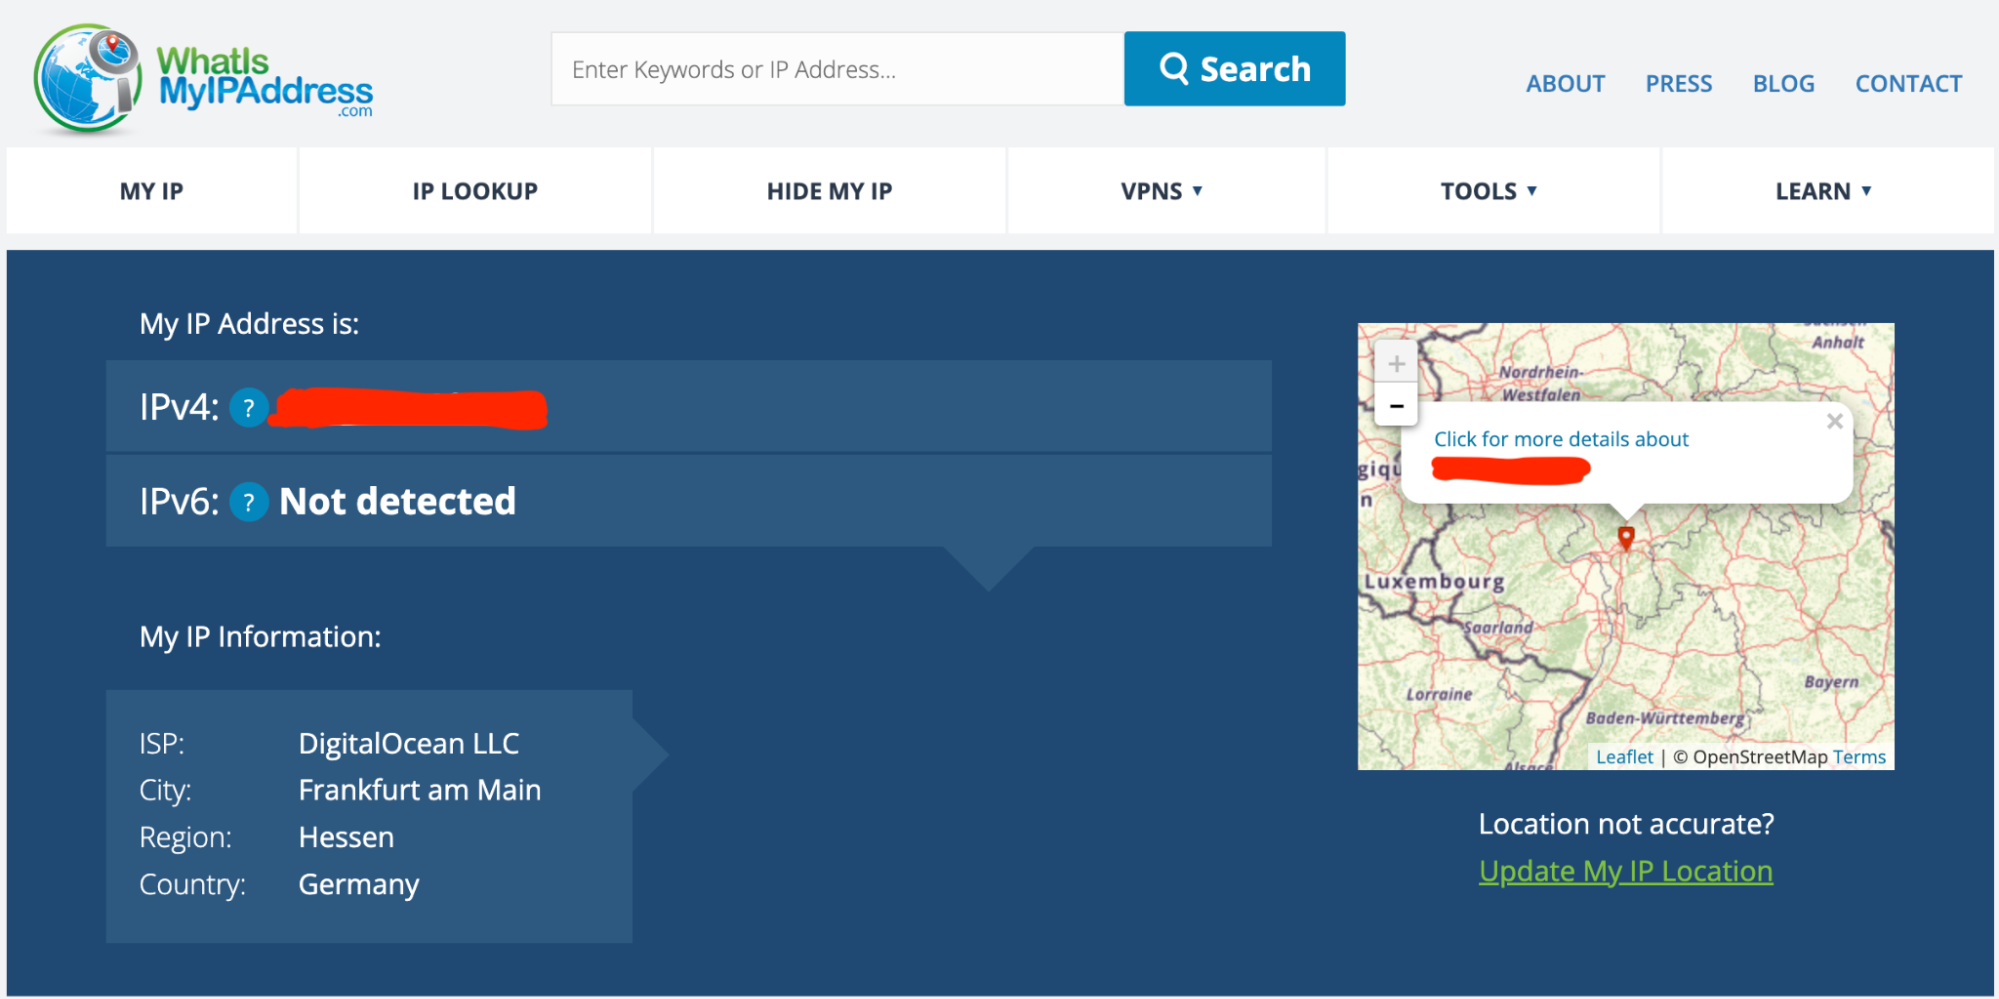 WhatIs
MyIPAddress
.com
Enter Keywords or IP Address...
Search
ABOUT PRESS BLOG CONTACT
MY IP IP LOOKUP HIDE MY IP VPNS ▼ TOOLS ▼ LEARN ▼
My IP Address is:
IPv4: ?
IPv6: ? Not detected
My IP Information:
ISP: DigitalOcean LLC
City: Frankfurt am Main
Region: Hessen
Country: Germany
Anhalt
+
Nordrhein-
Westfalen
−
×
Click for more details about
giqu
n
Luxembourg
Saarland
Lorraine
Bayern
Baden-Württemberg
Alsace
Leaflet | © OpenStreetMap Terms
Location not accurate?
Update My IP Location